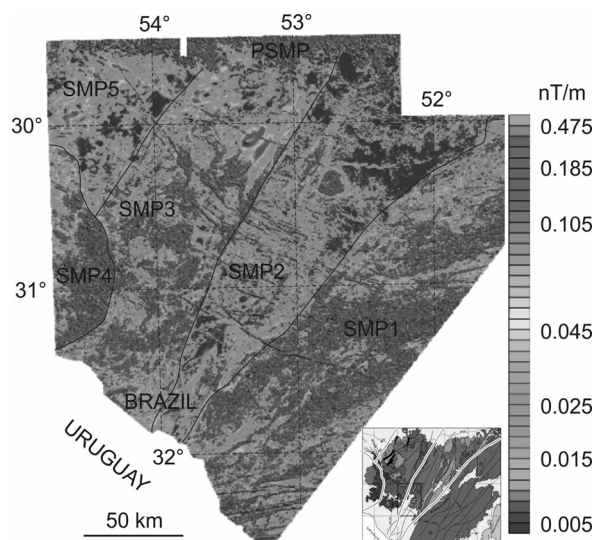 54°
53°
PSMP
52°
nT/m
SMP5
30°
0.475
0.185
SMP3
0.105
SMP4
SMP2
31°
SMP1
0.045
BRAZIL
0.025
URUGUAY
32°
0.015
50 km
0.005